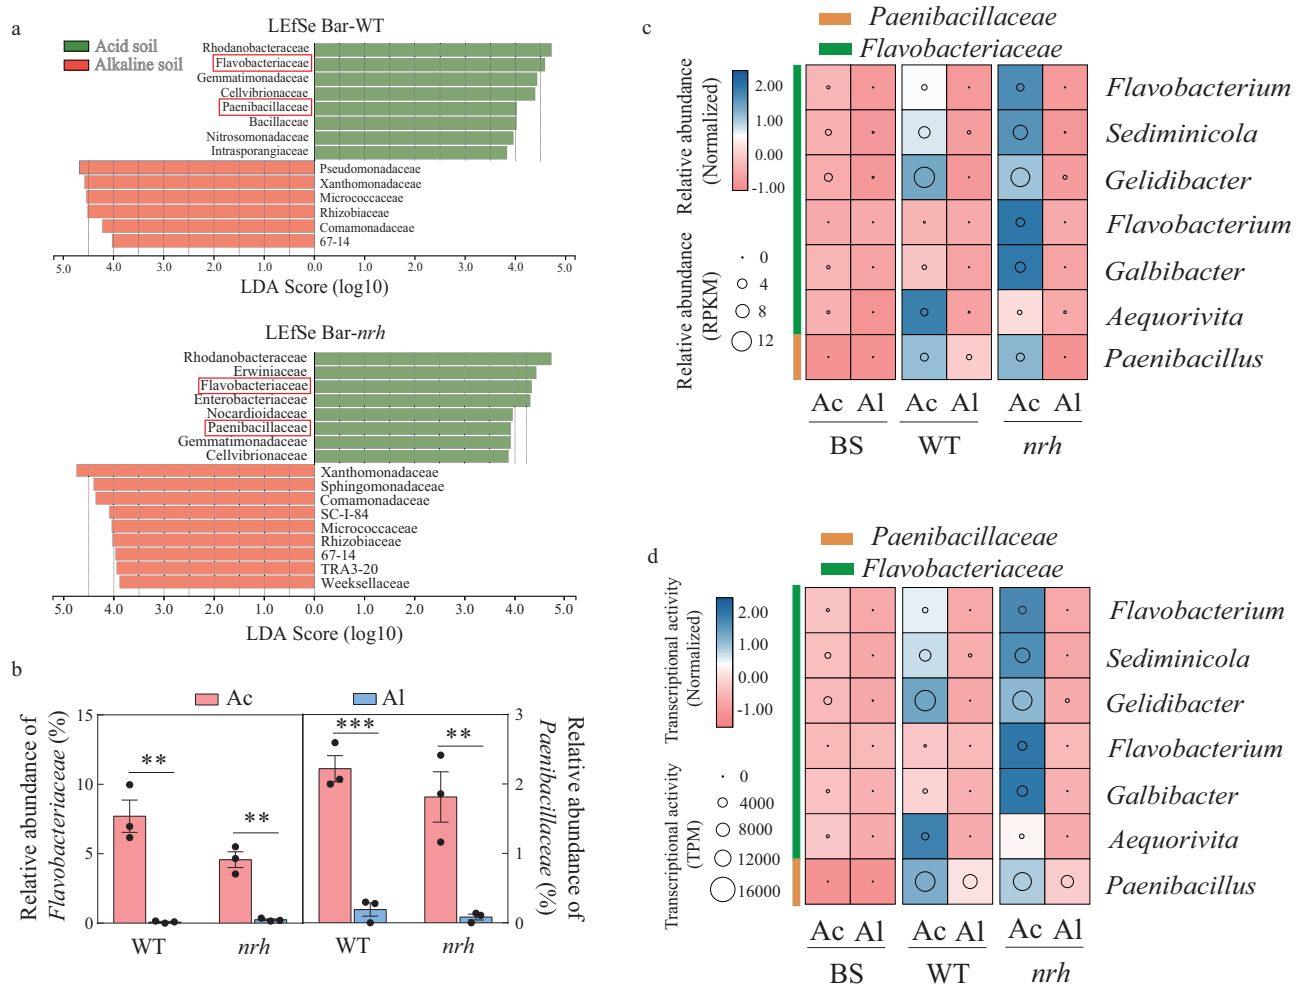 a
LEfSe Bar-WT
Acid soil
Alkaline soil
Rhodanobacteraceae
Flavobacteriaceae
Gemmatimonadaceae
Cellvibrionaceae
Paenibacillaceae
Bacillaceae
Nitrosomonadaceae
Intrasporangiaceae
Pseudomonadaceae
Xanthomonadaceae
Micrococcaceae
Rhizobiaceae
Comamonadaceae
67-14
5.0 4.0 3.0 2.0 1.0 0.0 1.0 2.0 3.0 4.0 5.0
LDA Score (log10)
LEfSe Bar-nrh
Rhodanobacteraceae
Erwiniaceae
Flavobacteriaceae
Enterobacteriaceae
Nocardioidaceae
Paenibacillaceae
Gemmatimonadaceae
Cellvibrionaceae
Xanthomonadaceae
Sphingomonadaceae
Comamonadaceae
SC-I-84
Micrococcaceae
Rhizobiaceae
67-14
TRA3-20
Weeksellaceae
5.0 4.0 3.0 2.0 1.0 0.0 1.0 2.0 3.0 4.0 5.0
LDA Score (log10)
b
Ac Al
Relative abundance of
Flavobacteriaceae (%)
15
10
5
0
** ** *** **
3
2
1
0
Relative abundance of
Paenibacillaceae (%)
WT nrh WT nrh
c
Paenibacillaceae
Flavobacteriaceae
Relative abundance
(Normalized)
2.00
1.00
0.00
-1.00
Relative abundance
(RPKM)
0
4
8
12
Flavobacterium
Sediminicola
Gelidibacter
Flavobacterium
Galbibacter
Aequorivita
Paenibacillus
Ac Al Ac Al Ac Al
BS WT nrh
d
Paenibacillaceae
Flavobacteriaceae
Transcriptional activity
(Normalized)
2.00
1.00
0.00
-1.00
Transcriptional activity
(TPM)
0
4000
8000
12000
16000
Flavobacterium
Sediminicola
Gelidibacter
Flavobacterium
Galbibacter
Aequorivita
Paenibacillus
Ac Al Ac Al Ac Al
BS WT nrh